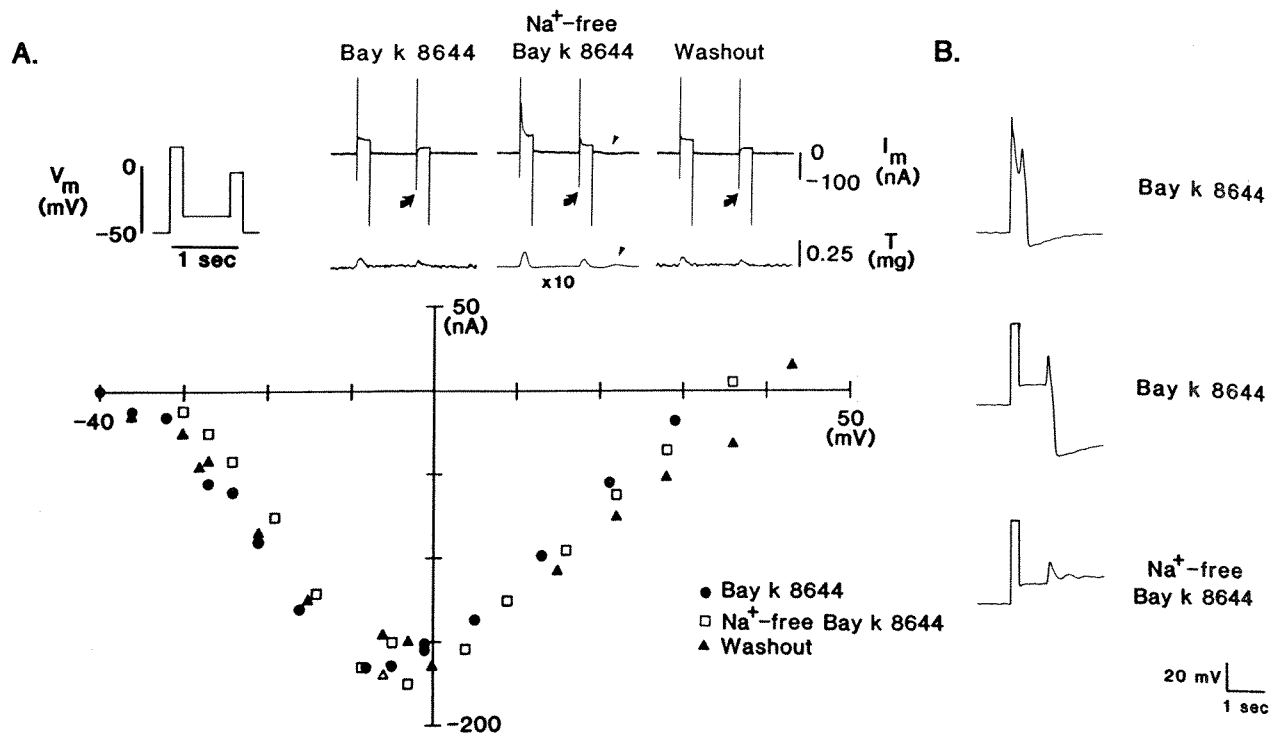 A.
Bay k 8644
Na⁺-free
Bay k 8644
Washout
B.
Vm
(mV)
0
-50
1 sec
0
-100
Im
(nA)
0.25
T
(mg)
x10
Bay k 8644
50
(nA)
-40
50
(mV)
-200
Bay k 8644
Na⁺-free Bay k 8644
Washout
Bay k 8644
Na⁺-free
Bay k 8644
20 mV
1 sec